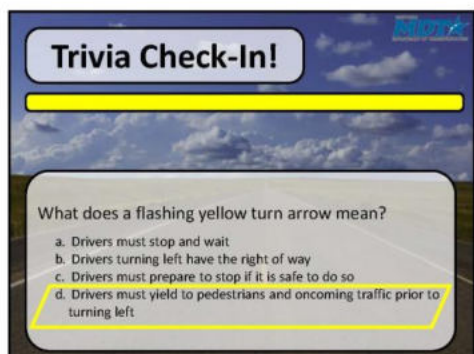 Trivia Check-In!
MDT
What does a flashing yellow turn arrow mean?
a. Drivers must stop and wait
b. Drivers turning left have the right of way
c. Drivers must prepare to stop if it is safe to do so
d. Drivers must yield to pedestrians and oncoming traffic prior to
turning left